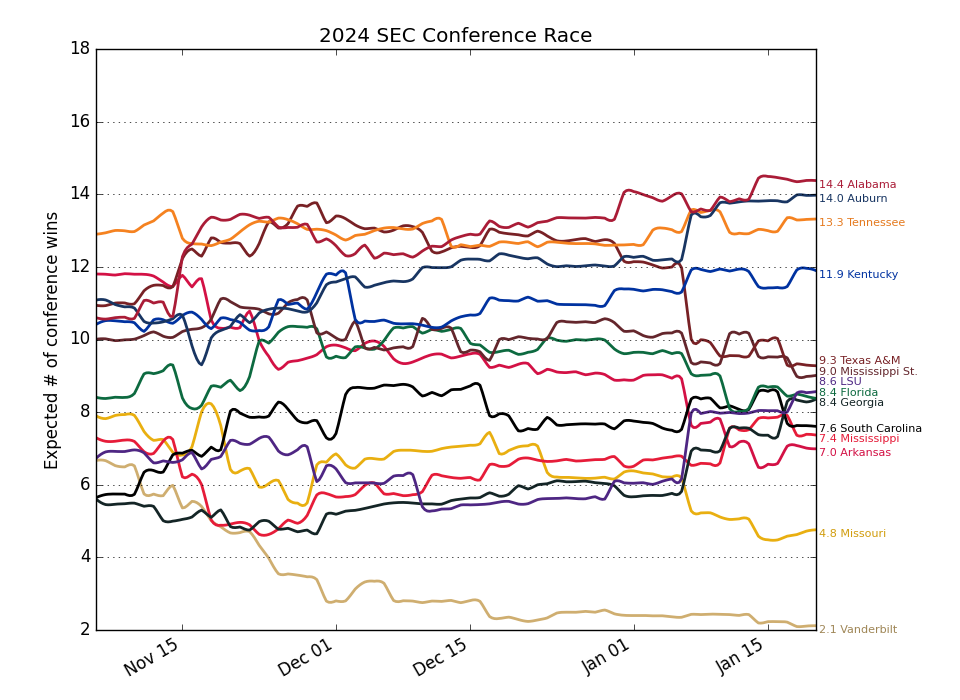 2024 SEC Conference Race
Expected # of conference wins
18
16
14
12
10
8
6
4
2
14.4 Alabama
14.0 Auburn
13.3 Tennessee
11.9 Kentucky
9.3 Texas A&M
9.0 Mississippi St.
8.6 LSU
8.4 Florida
8.4 Georgia
7.6 South Carolina
7.4 Mississippi
7.0 Arkansas
4.8 Missouri
2.1 Vanderbilt
Nov 15
Dec 01
Dec 15
Jan 01
Jan 15